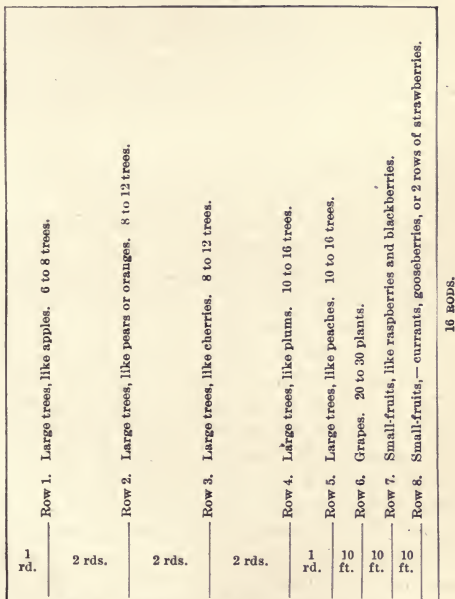 1 rd.
Row 1. Large trees, like apples. 6 to 8 trees.
2 rds.
Row 2. Large trees, like pears or oranges. 8 to 12 trees.
2 rds.
Row 3. Large trees, like cherries. 8 to 12 trees.
2 rds.
Row 4. Large trees, like plums. 10 to 16 trees.
1 rd.
Row 5. Large trees, like peaches. 10 to 16 trees.
10 ft.
Row 6. Grapes. 20 to 30 plants.
10 ft.
Row 7. Small-fruits, like raspberries and blackberries.
10 ft.
Row 8. Small-fruits,— currants, gooseberries, or 2 rows of strawberries.
16 RODS.